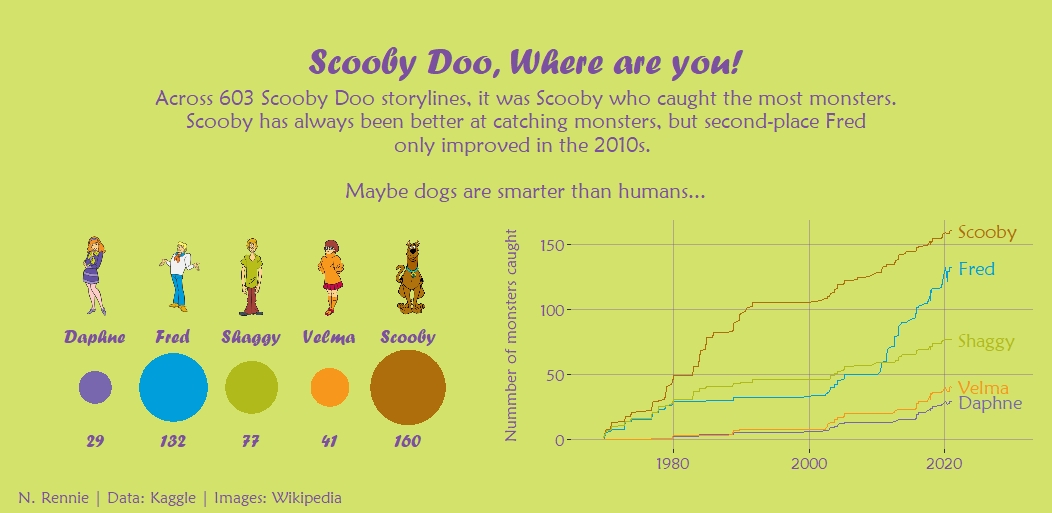 Scooby Doo, Where are you!
Across 603 Scooby Doo storylines, it was Scooby who caught the most monsters.
Scooby has always been better at catching monsters, but second-place Fred
only improved in the 2010s.
Maybe dogs are smarter than humans...
Daphne
Fred
Shaggy
Velma
Scooby
29
132
77
41
160
Nummber of monsters caught
150
100
50
0
1980
2000
2020
Scooby
Fred
Shaggy
Velma
Daphne
N. Rennie | Data: Kaggle | Images: Wikipedia